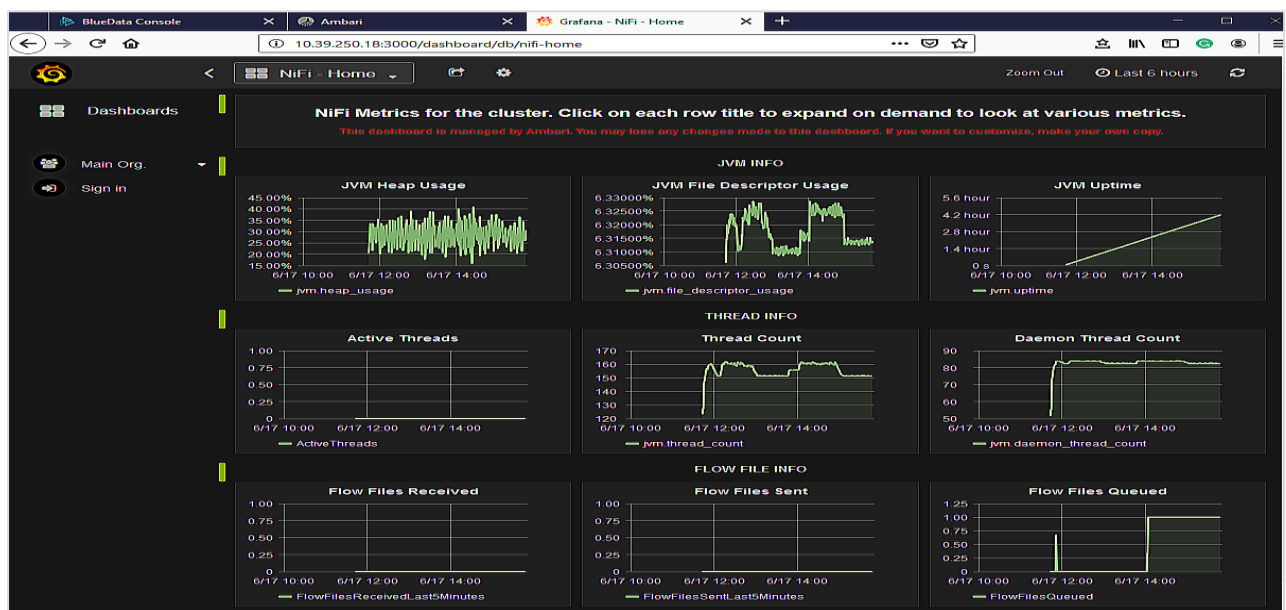 BlueData Console
Ambari
Grafana - NiFi - Home
10.39.250.18:3000/dashboard/db/nifi-home
NiFi - Home
Zoom Out
Last 6 hours
Dashboards
Main Org.
Sign in
NiFi Metrics for the cluster. Click on each row title to expand on demand to look at various metrics.
This dashboard is managed by Ambari. You may lose any changes made to this dashboard. If you want to customize, make your own copy.
JVM INFO
JVM Heap Usage
45.00%
40.00%
35.00%
30.00%
25.00%
20.00%
15.00%
6/17 10:00 6/17 12:00 6/17 14:00
jvm.heap_usage
JVM File Descriptor Usage
6.33000%
6.32500%
6.32000%
6.31500%
6.31000%
6.30500%
6/17 10:00 6/17 12:00 6/17 14:00
jvm.file_descriptor_usage
JVM Uptime
5.6 hour
4.2 hour
2.8 hour
1.4 hour
0 s
6/17 10:00 6/17 12:00 6/17 14:00
jvm.uptime
THREAD INFO
Active Threads
1.00
0.75
0.50
0.25
0
6/17 10:00 6/17 12:00 6/17 14:00
ActiveThreads
Thread Count
170
160
150
140
130
120
6/17 10:00 6/17 12:00 6/17 14:00
jvm.thread_count
Daemon Thread Count
90
80
70
60
50
6/17 10:00 6/17 12:00 6/17 14:00
jvm.daemon_thread_count
FLOW FILE INFO
Flow Files Received
1.00
0.75
0.50
0.25
0
6/17 10:00 6/17 12:00 6/17 14:00
FlowFilesReceivedLast5Minutes
Flow Files Sent
1.00
0.75
0.50
0.25
0
6/17 10:00 6/17 12:00 6/17 14:00
FlowFilesSentLast5Minutes
Flow Files Queued
1.25
1.00
0.75
0.50
0.25
0
6/17 10:00 6/17 12:00 6/17 14:00
FlowFilesQueued